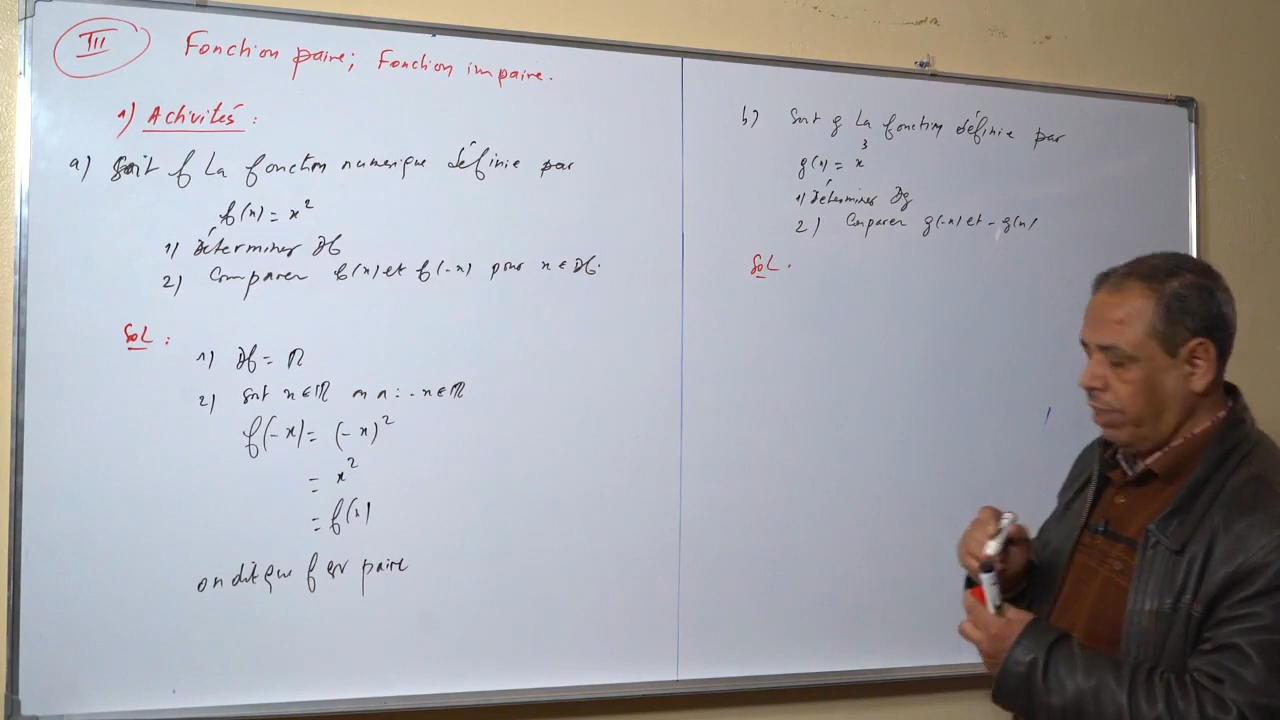 III Fonction paire; Fonction impaire.
1) Activités:
a) Soit f la fonction numerique définie par
f(x) = x²
1) Déterminer Df
2) Comparer f(x) et f(-x) pour x ∈ Df.
Sol:
1) Df = ℝ
2) Soit x ∈ ℝ on a: -x ∈ ℝ
f(-x) = (-x)²
= x²
= f(x)
on dit que f est paire
b) Soit g la fonction définie par
g(x) = x³
1) Déterminer Dg
2) Comparer g(-x) et -g(x)
Sol.